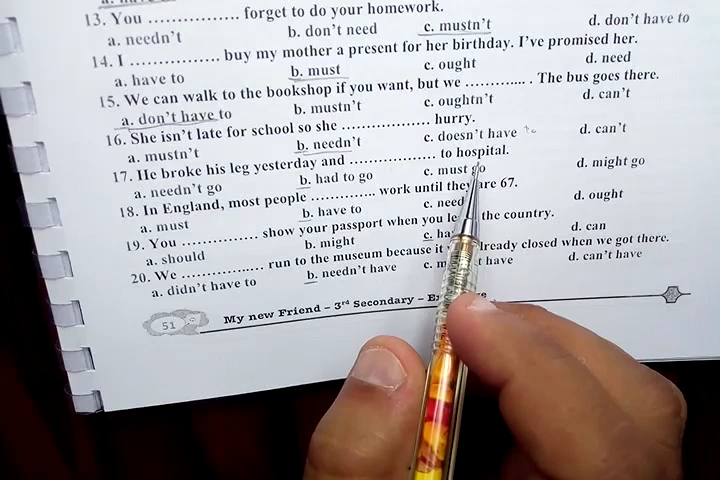 13. You ……………… forget to do your homework.
a. needn't b. don't need c. mustn't d. don't have to
14. I ……………… buy my mother a present for her birthday. I've promised her.
a. have to b. must c. ought d. need
15. We can walk to the bookshop if you want, but we ………….. . The bus goes there.
a. don't have to b. mustn't c. oughtn't d. can't
16. She isn't late for school so she ……………… hurry.
a. mustn't b. needn't c. doesn't have to d. can't
17. He broke his leg yesterday and ……………… to hospital.
a. needn't go b. had to go c. must go d. might go
18. In England, most people ………….. work until they are 67.
a. must b. have to c. need d. ought
19. You …………… show your passport when you the country.
a. should b. might c. d. can
20. We …………….. run to the museum because it already closed when we got there.
a. didn't have to b. needn't have c. have d. can't have
51 My new Friend – 3rd Secondary –